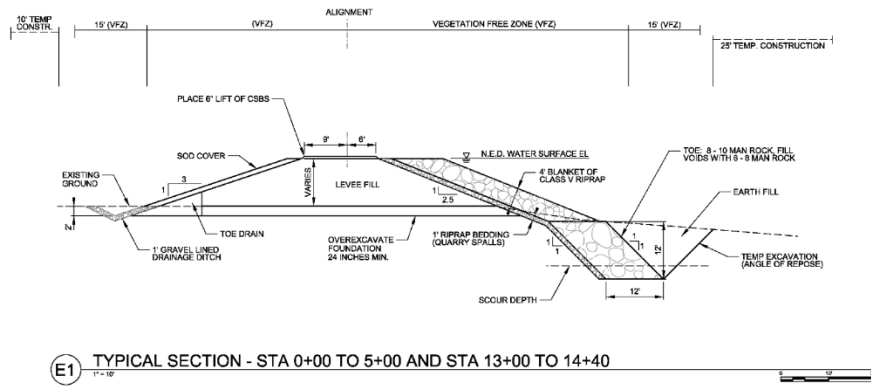 ALIGNMENT
10' TEMP
CONSTR.
15' (VFZ)
(VFZ)
VEGETATION FREE ZONE (VFZ)
15' (VFZ)
25' TEMP. CONSTRUCTION
PLACE 6" LIFT OF CSBS
9'
6'
N.E.D. WATER SURFACE EL
TOE: 8 - 10 MAN ROCK, FILL
VOIDS WITH 6 - 8 MAN ROCK
SOD COVER
4' BLANKET OF
CLASS V RIPRAP
EXISTING
GROUND
1
3
VARIES
LEVEE FILL
1
2.5
EARTH FILL
2'
TOE DRAIN
1' RIPRAP BEDDING
(QUARRY SPALLS)
1
1
1
1
12'
1' GRAVEL LINED
DRAINAGE DITCH
OVEREXCAVATE
FOUNDATION
24 INCHES MIN.
TEMP EXCAVATION
(ANGLE OF REPOSE)
SCOUR DEPTH
12'
E1
TYPICAL SECTION - STA 0+00 TO 5+00 AND STA 13+00 TO 14+40
1" = 10'